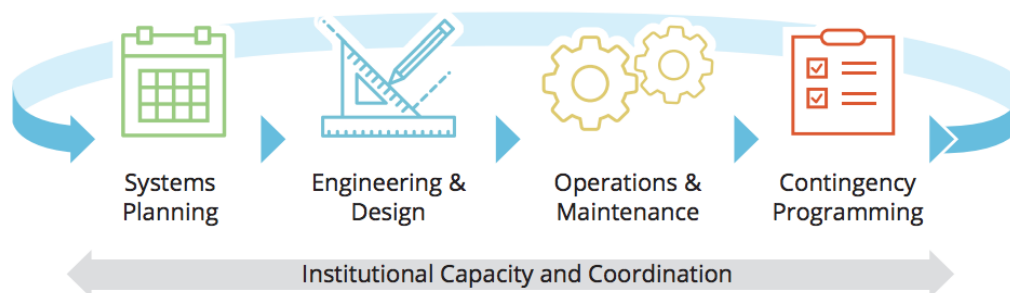 Systems
Planning
Engineering &
Design
Operations &
Maintenance
Contingency
Programming
Institutional Capacity and Coordination